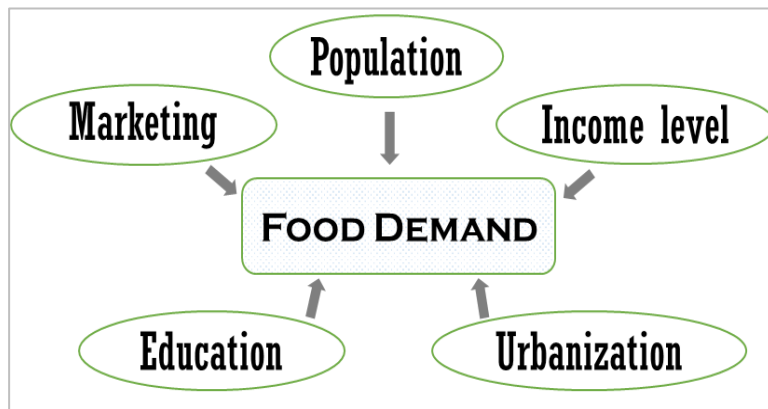 Population
Marketing
Income level
FOOD DEMAND
Education
Urbanization